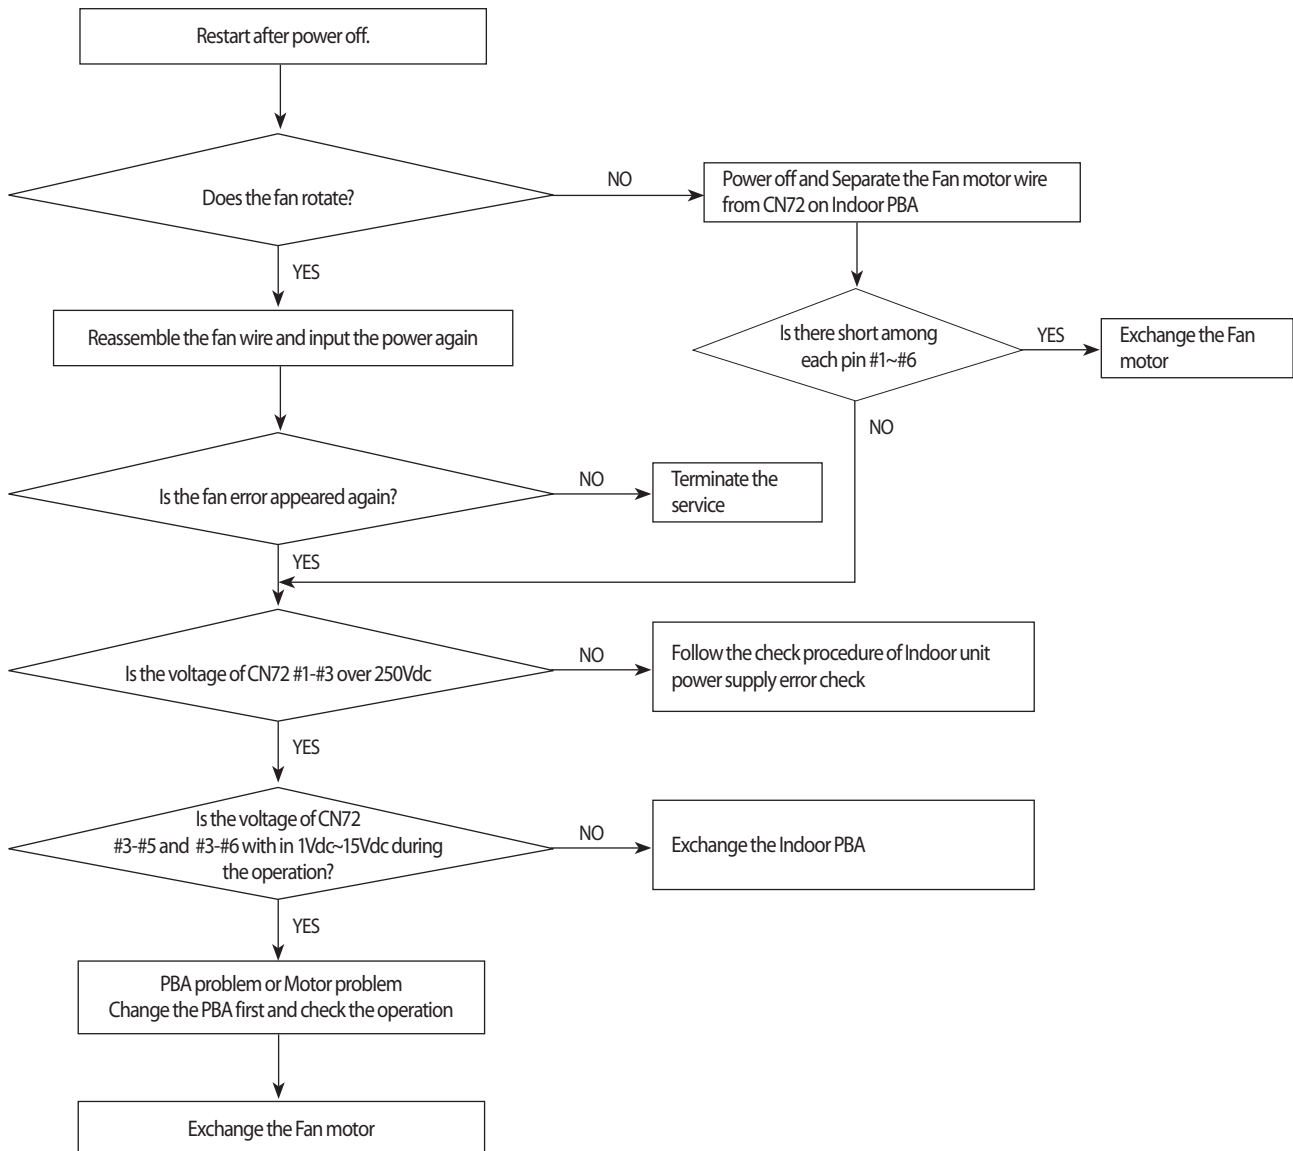 Restart after power off.
Does the fan rotate?
NO
Power off and Separate the Fan motor wire
from CN72 on Indoor PBA
YES
Reassemble the fan wire and input the power again
Is there short among
each pin #1~#6
YES
Exchange the Fan
motor
NO
Is the fan error appeared again?
NO
Terminate the
service
YES
Is the voltage of CN72 #1-#3 over 250Vdc
NO
Follow the check procedure of Indoor unit
power supply error check
YES
Is the voltage of CN72
#3-#5 and #3-#6 with in 1Vdc~15Vdc during
the operation?
NO
Exchange the Indoor PBA
YES
PBA problem or Motor problem
Change the PBA first and check the operation
Exchange the Fan motor